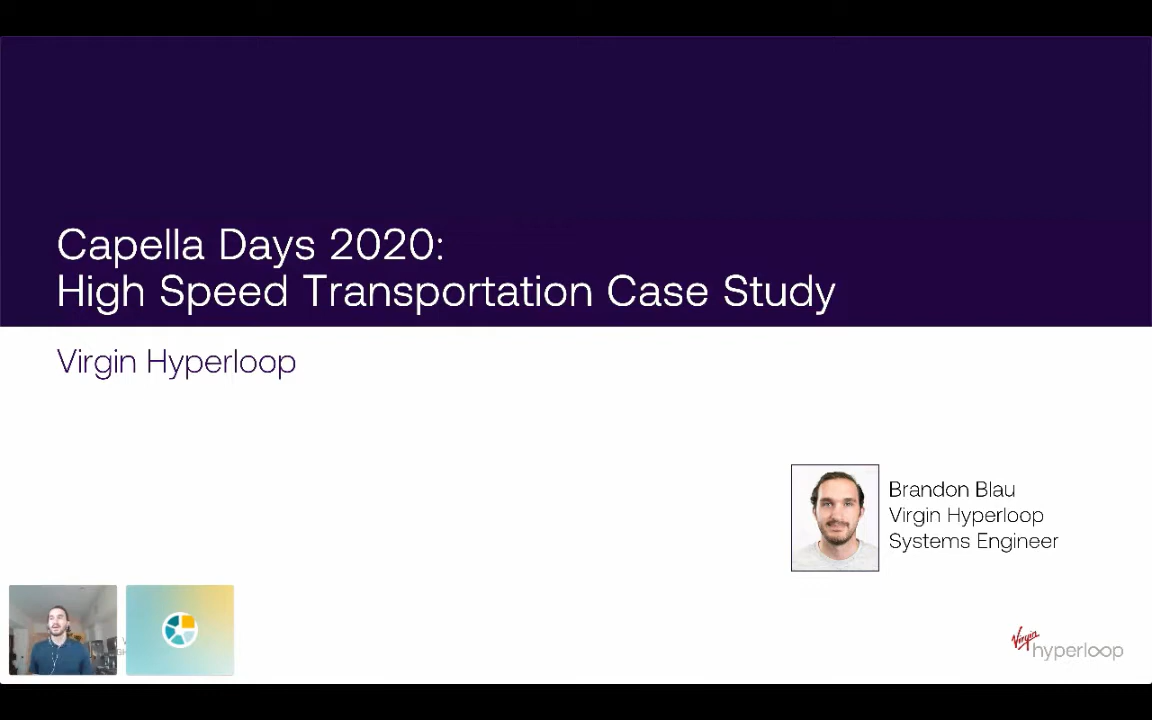 Capella Days 2020:
High Speed Transportation Case Study
Virgin Hyperloop
Brandon Blau
Virgin Hyperloop
Systems Engineer
Virgin
hyperloop